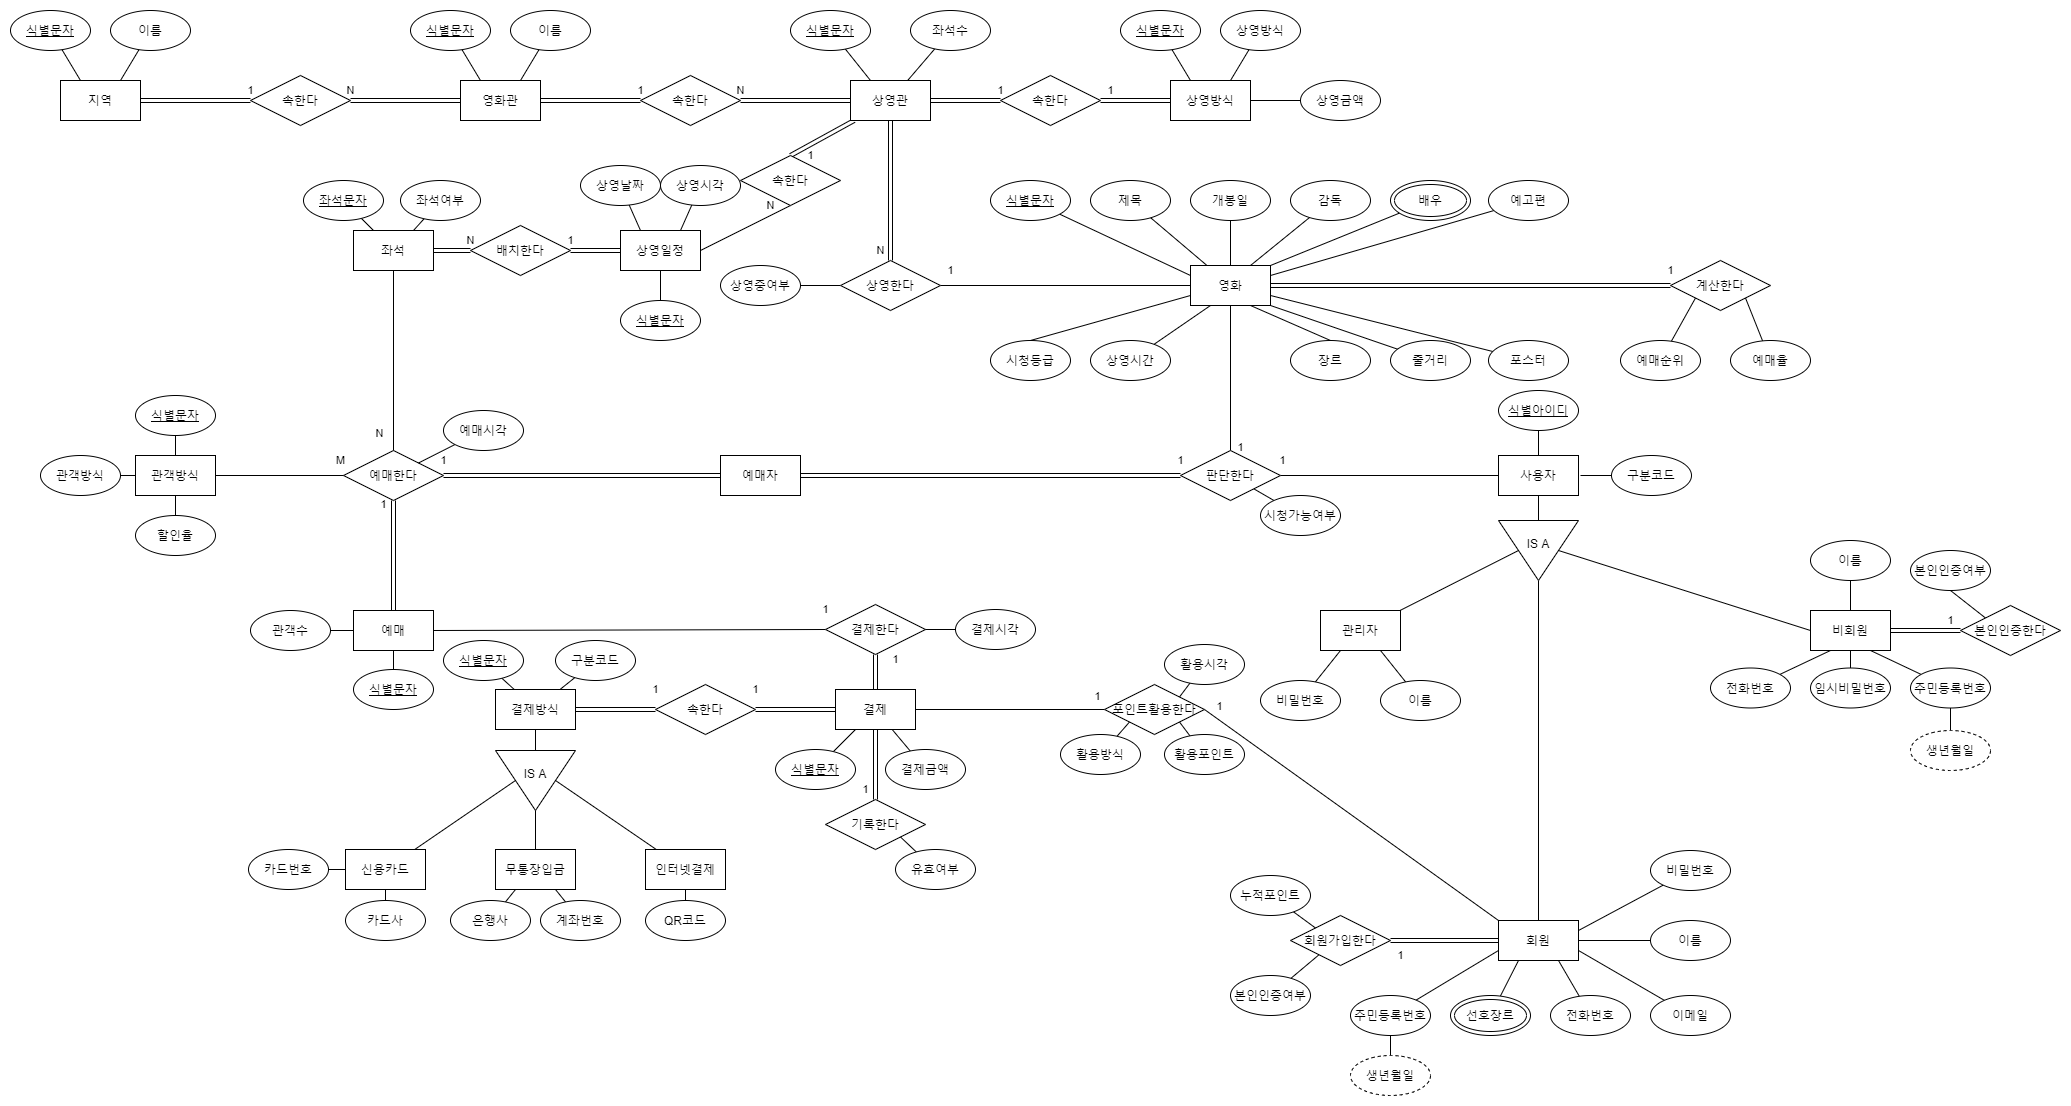 식별문자
이름
식별문자
이름
식별문자
좌석수
식별문자
상영방식
지역
1
속한다
N
영화관
1
속한다
N
상영관
1
속한다
1
상영방식
상영금액
1
속한다
N
좌석문자
좌석여부
상영날짜
상영시각
식별문자
제목
개봉일
감독
배우
예고편
좌석
N
배치한다
1
상영일정
식별문자
N
상영중여부
상영한다
1
영화
1
계산한다
시청등급
상영시간
장르
줄거리
포스터
예매순위
예매율
식별문자
N
예매시각
식별아이디
관객방식
관객방식
M
예매한다
1
예매자
1
1
판단한다
1
사용자
구분코드
할인율
1
시청가능여부
IS A
이름
본인인증여부
관객수
예매
1
결제한다
결제시각
관리자
비회원
1
본인인증한다
식별문자
식별문자
구분코드
1
활용시각
비밀번호
이름
전화번호
임시비밀번호
주민등록번호
생년월일
결제방식
1
속한다
1
결제
1
포인트활용한다
1
식별문자
결제금액
활용방식
활용포인트
IS A
1
기록한다
유효여부
카드번호
신용카드
무통장입금
인터넷결제
카드사
은행사
계좌번호
QR코드
누적포인트
비밀번호
회원가입한다
1
회원
이름
본인인증여부
주민등록번호
선호장르
전화번호
이메일
생년월일